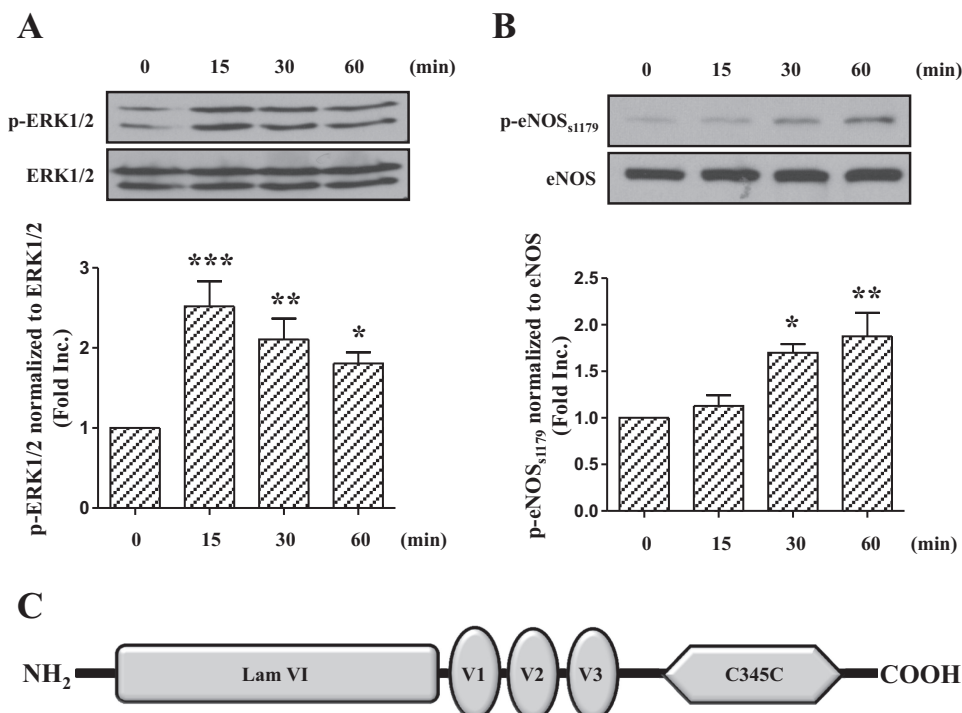 A
0 15 30 60 (min)
p-ERK1/2
ERK1/2
p-ERK1/2 normalized to ERK1/2
(Fold Inc.)
3
2
1
0
***
**
*
0 15 30 60 (min)
B
0 15 30 60 (min)
p-eNOSs1179
eNOS
p-eNOSs1179 normalized to eNOS
(Fold Inc.)
2.5
2.0
1.5
1.0
0.5
0.0
*
**
0 15 30 60 (min)
C
NH2 Lam VI V1 V2 V3 C345C COOH